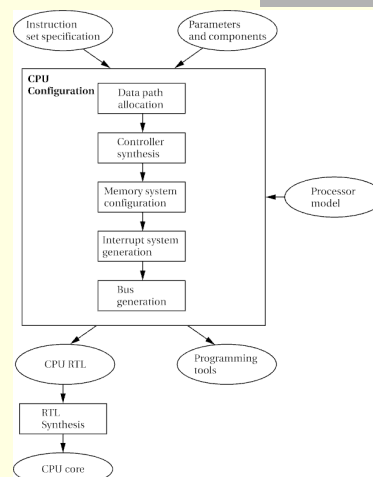 Instruction
set specification
Parameters
and components
CPU
Configuration
Data path
allocation
Controller
synthesis
Memory system
configuration
Processor
model
Interrupt system
generation
Bus
generation
CPU RTL
Programming
tools
RTL
Synthesis
CPU core